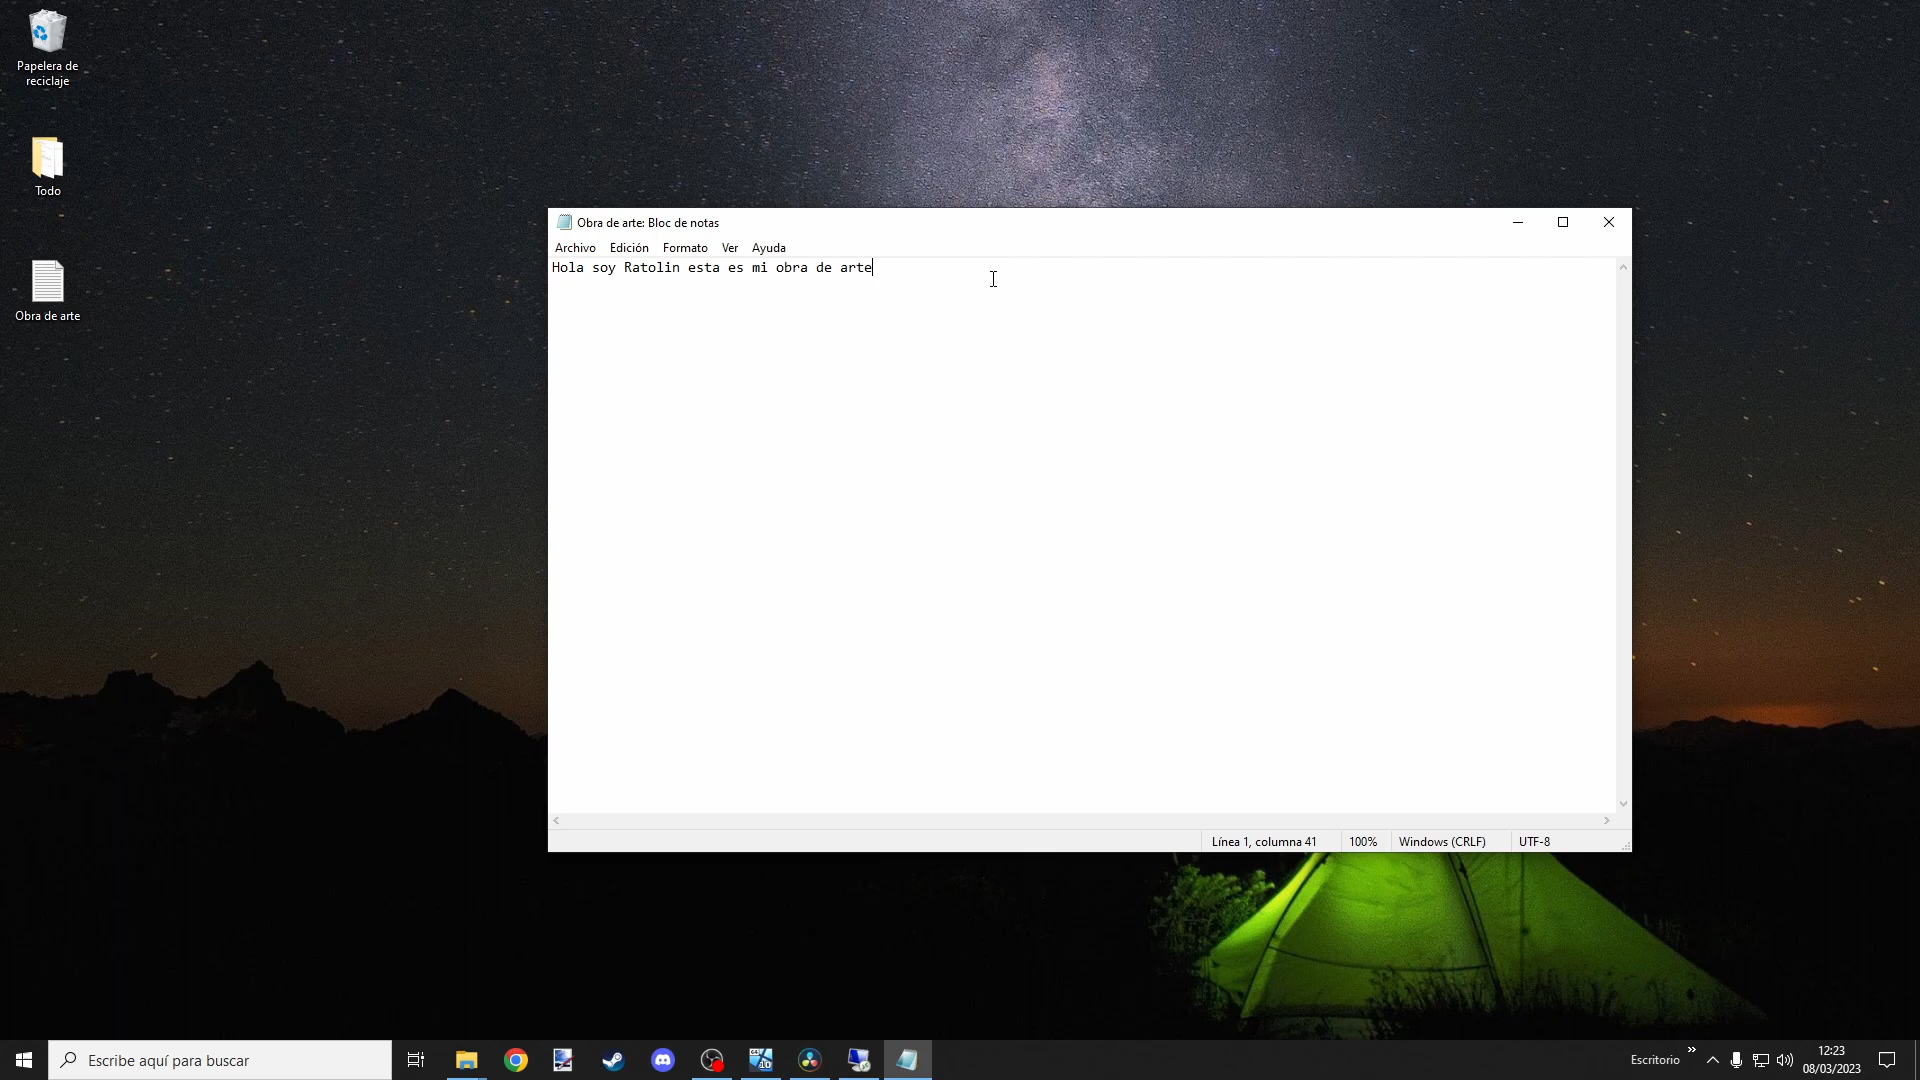 Papelera de
reciclaje
Todo
Obra de arte
Obra de arte: Bloc de notas
Archivo Edición Formato Ver Ayuda
Hola soy Ratolin esta es mi obra de arte
Línea 1, columna 41 100% Windows (CRLF) UTF-8
Escribe aquí para buscar
Escritorio
12:23
08/03/2023